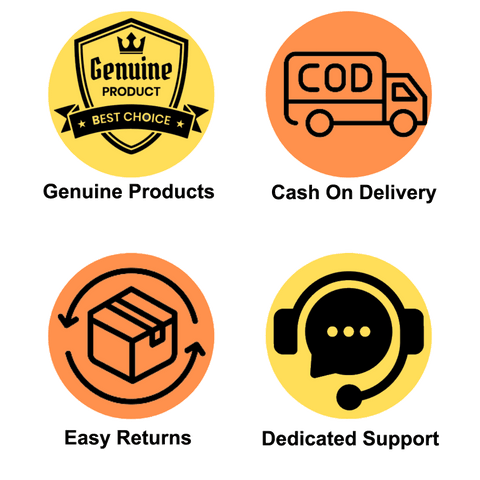 Genuine
PRODUCT
★ BEST CHOICE ★
Genuine Products
COD
Cash On Delivery
Easy Returns
Dedicated Support